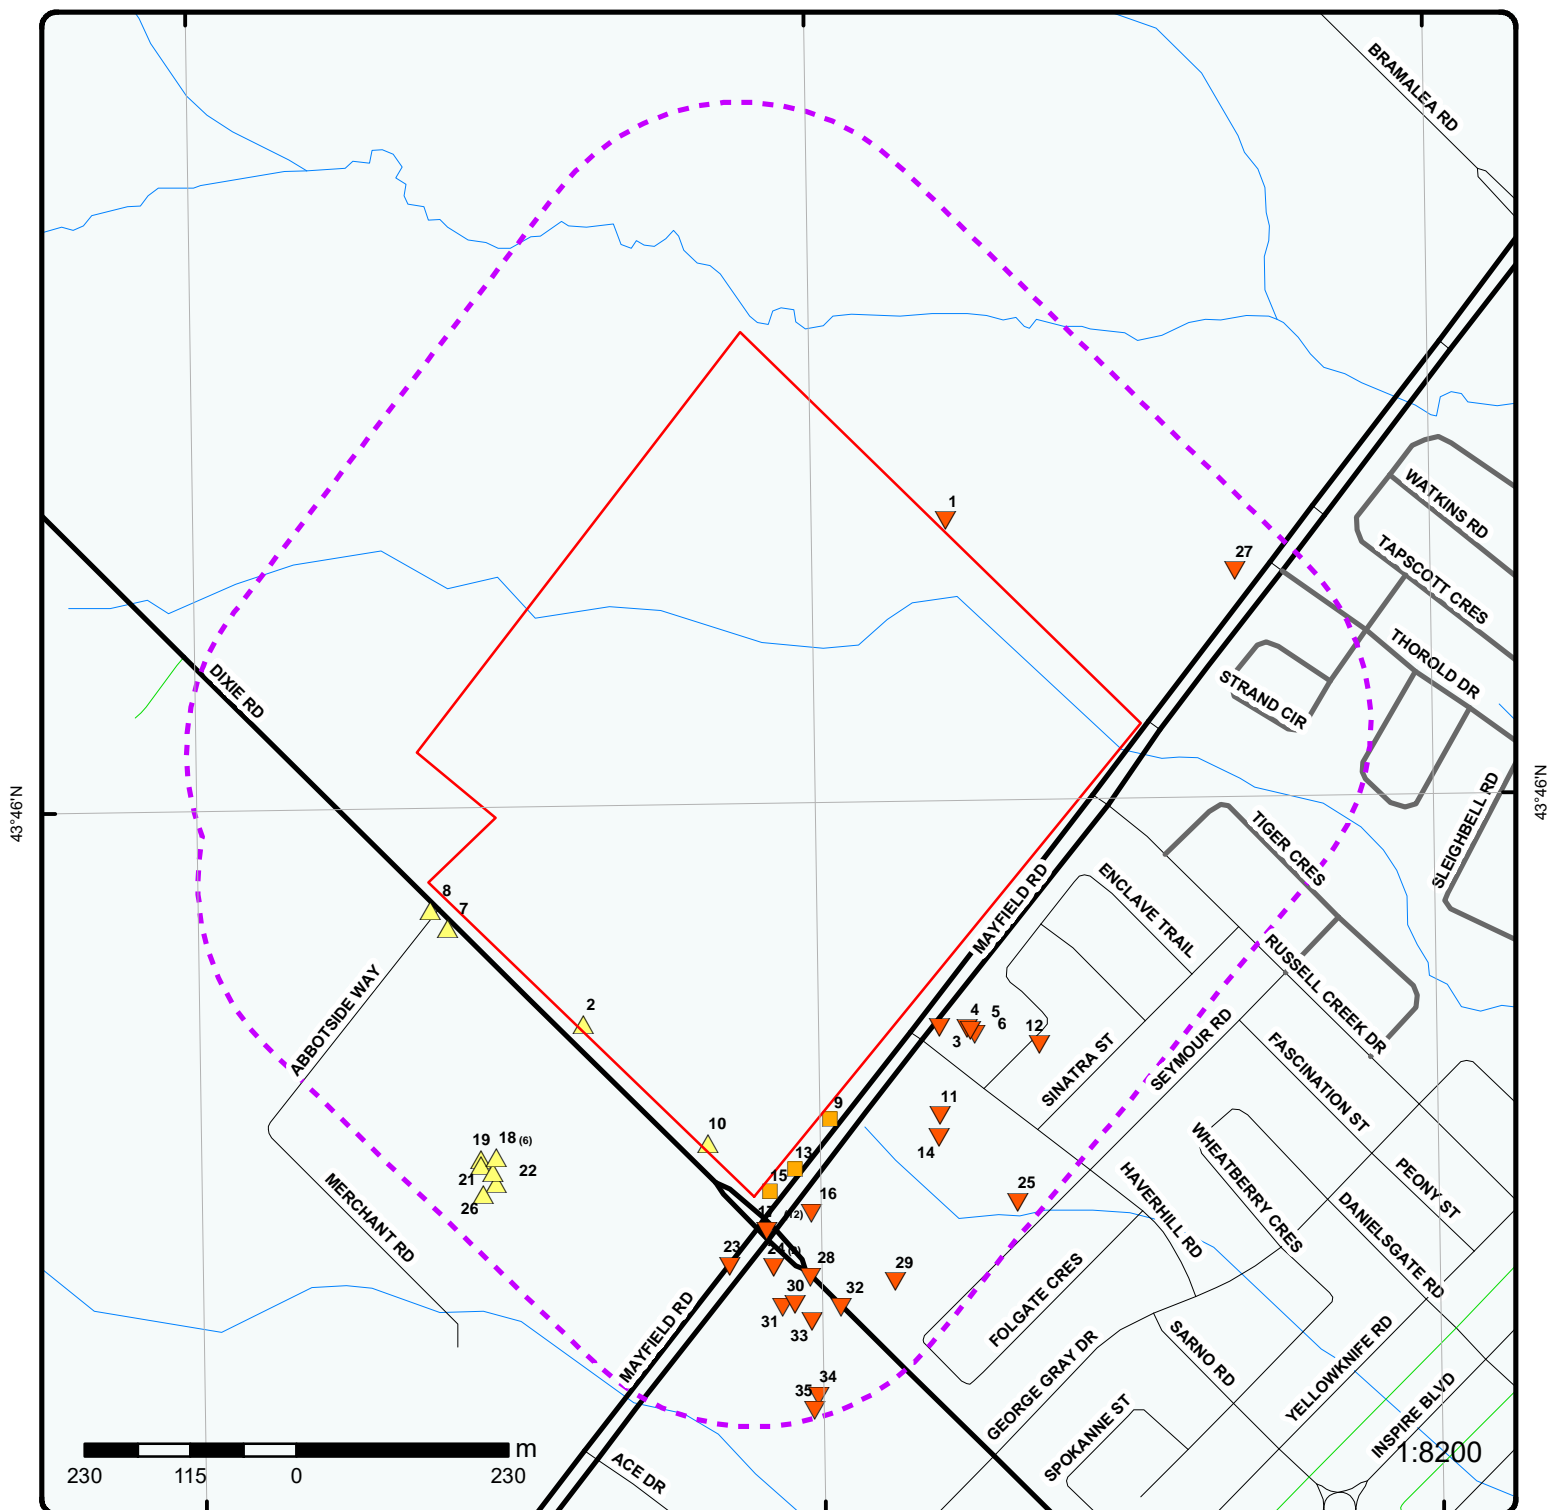 BRAMALEA RD
1
WATKINS RD
27
TAPSCOTT CRES
THOROLD DR
DIXIE RD
STRAND CIR
43°46'N
43°46'N
SLEIGHBELL RD
TIGER CRES
ENCLAVE TRAIL
MAYFIELD RD
8
7
RUSSELL CREEK DR
ABBOTSIDE WAY
2
4
5
6
3
12
SINATRA ST
SEYMOUR RD
FASCINATION ST
9
11
10
14
19
18 (6)
21
22
26
13
15
16
WHEATBERRY CRES
PEONY ST
HAVERHILL RD
DANIELSGATE RD
25
MERCHANT RD
(12)
23
28
29
30
32
31
33
FOLGATE CRES
MAYFIELD RD
GEORGE GRAY DR
SARNO RD
YELLOWKNIFE RD
34
35
SPOKANNE ST
INSPIRE BLVD
ACE DR
m
230 115 0 230
1:8200